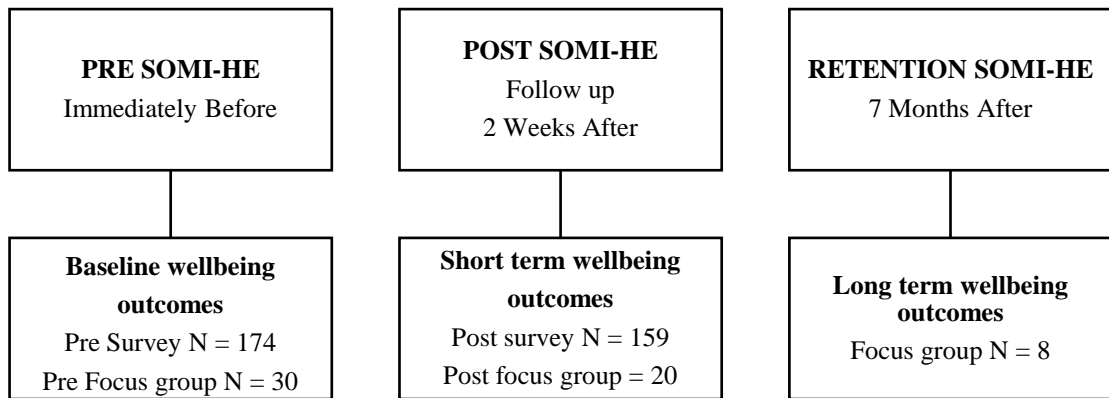 PRE SOMI-HE
Immediately Before
POST SOMI-HE
Follow up
2 Weeks After
RETENTION SOMI-HE
7 Months After
Baseline wellbeing
outcomes
Pre Survey N = 174
Pre Focus group N = 30
Short term wellbeing
outcomes
Post survey N = 159
Post focus group = 20
Long term wellbeing
outcomes
Focus group N = 8